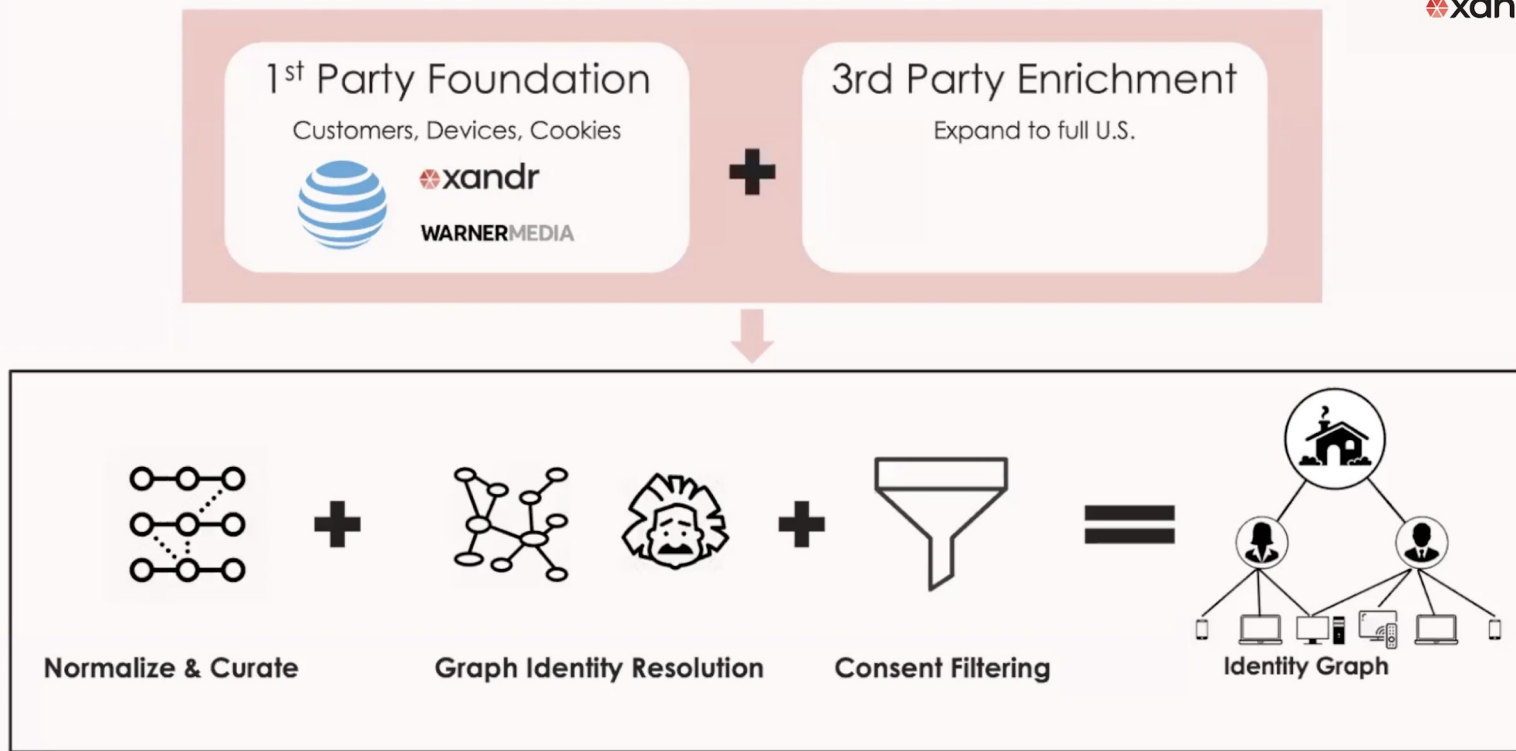 xan
1st Party Foundation
Customers, Devices, Cookies
xandr
WARNERMEDIA
3rd Party Enrichment
Expand to full U.S.
Normalize & Curate
Graph Identity Resolution
Consent Filtering
Identity Graph